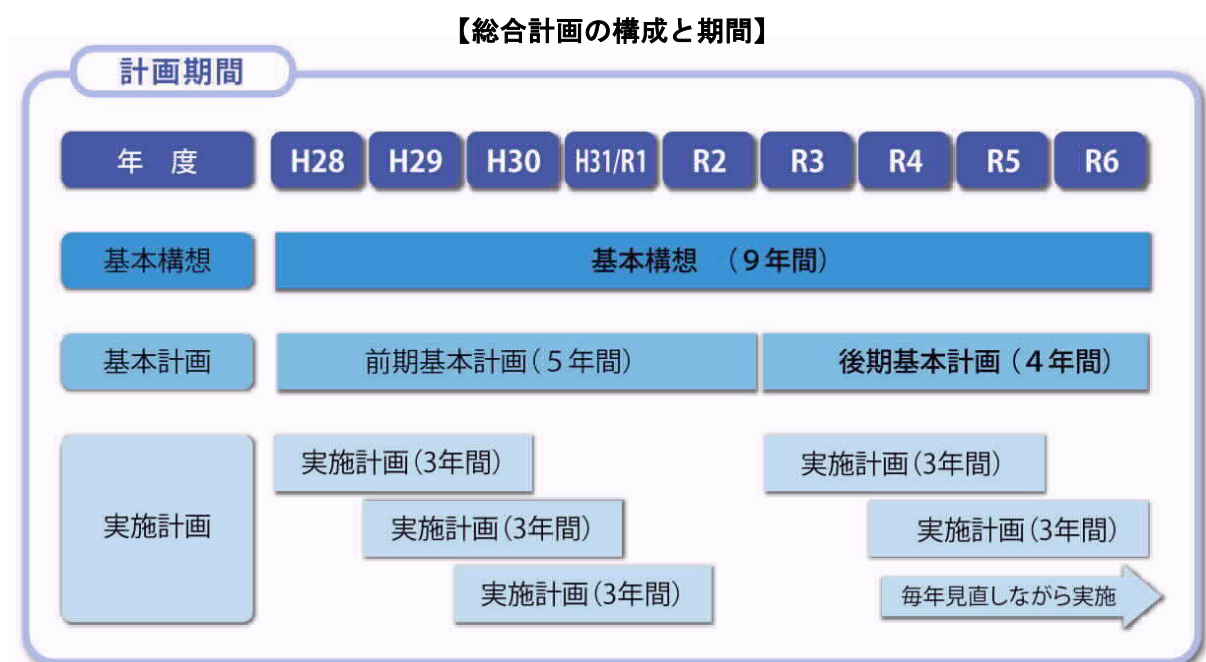 【総合計画の構成と期間】
計画期間
年 度 H28 H29 H30 H31/R1 R2 R3 R4 R5 R6
基本構想 基本構想 （９年間）
基本計画 前期基本計画（５年間） 後期基本計画（４年間）
実施計画（3年間） 実施計画（3年間）
実施計画 実施計画（3年間） 実施計画（3年間）
実施計画（3年間） 毎年見直しながら実施